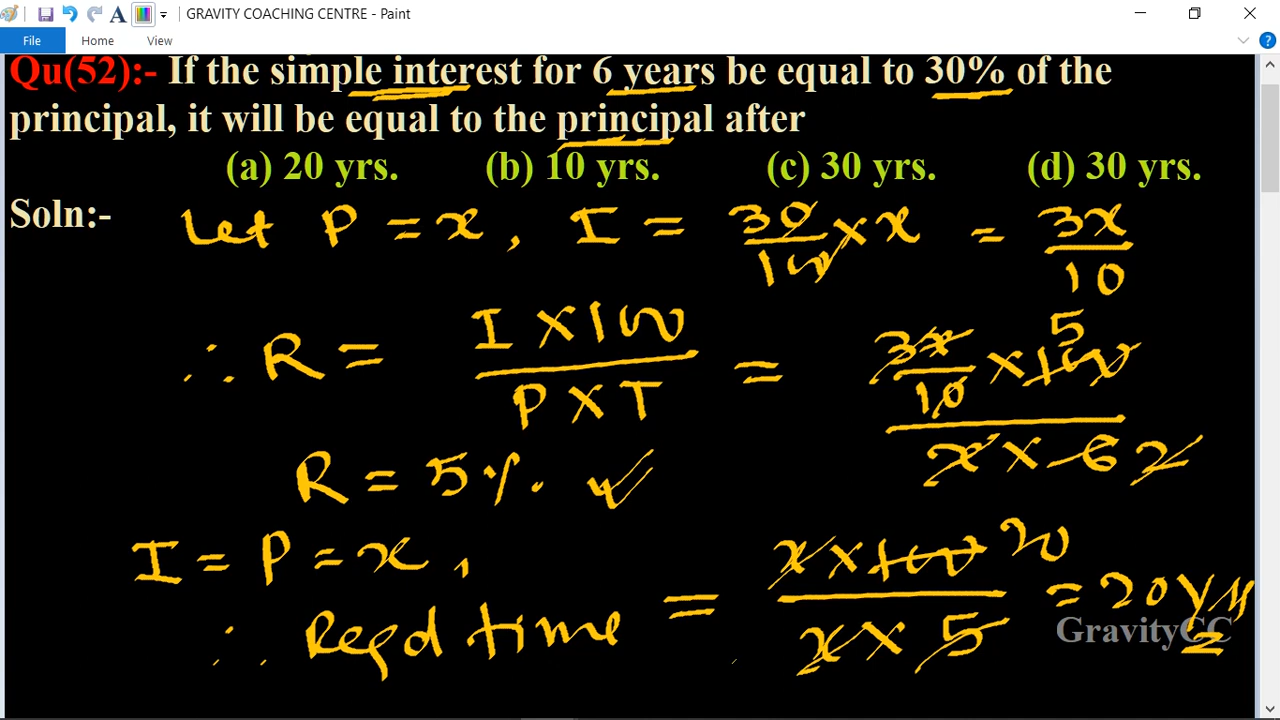 GRAVITY COACHING CENTRE - Paint
File Home View
Qu(52):- If the simple interest for 6 years be equal to 30% of the
principal, it will be equal to the principal after
(a) 20 yrs. (b) 10 yrs. (c) 30 yrs. (d) 30 yrs.
Soln:- Let P = x, I = 30/100 × x = 3x/10
∴ R = I × 100 / P × T = 3x/10 × 100 5 / x × 6 2
R = 5%.
I = P = x,
∴ Reqd time = x × 100 20 / x × 5 = 20 yrs
GravityCC